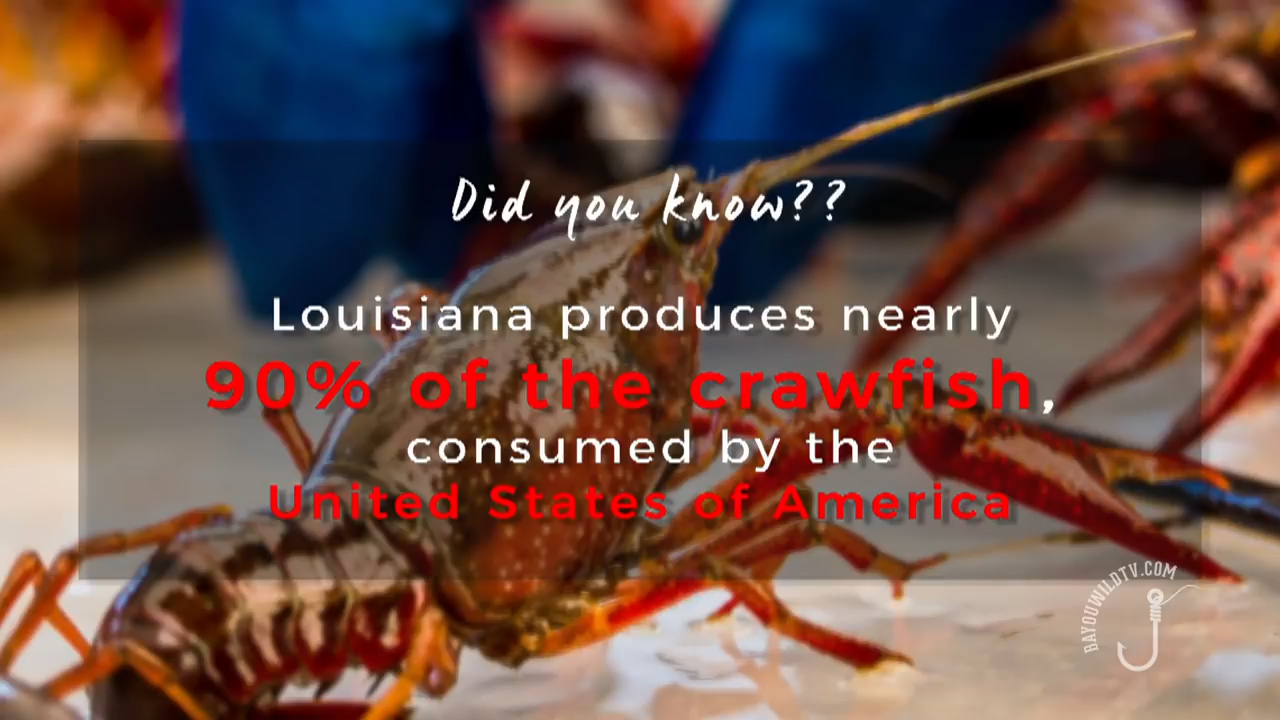 Did you know??
Louisiana produces nearly
90% of the crawfish,
consumed by the
United States of America
BAYOUWILDTV.COM